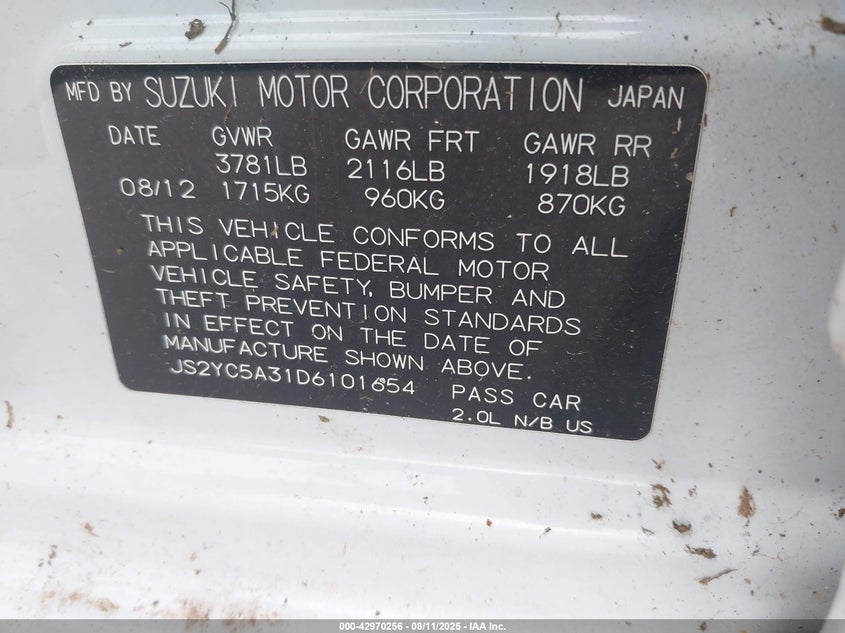 MFD BY SUZUKI MOTOR CORPORATION JAPAN
DATE GVWR GAWR FRT GAWR RR
3781LB 2116LB 1918LB
08/12 1715KG 960KG 870KG
THIS VEHICLE CONFORMS TO ALL
APPLICABLE FEDERAL MOTOR
VEHICLE SAFETY, BUMPER AND
THEFT PREVENTION STANDARDS
IN EFFECT ON THE DATE OF
MANUFACTURE SHOWN ABOVE.
JS2YC5A31D6101654 PASS CAR
2.0L N/B US
000-42970256 - 08/11/2025 - IAA Inc.